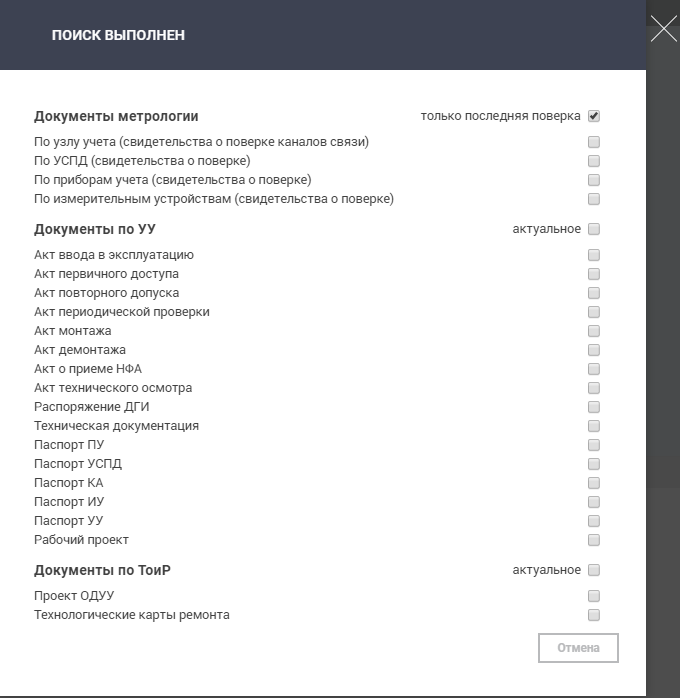 ПОИСК ВЫПОЛНЕН
Документы метрологии только последняя поверка
По узлу учета (свидетельства о поверке каналов связи)
По УСПД (свидетельства о поверке)
По приборам учета (свидетельства о поверке)
По измерительным устройствам (свидетельства о поверке)
Документы по УУ актуальное
Акт ввода в эксплуатацию
Акт первичного доступа
Акт повторного допуска
Акт периодической проверки
Акт монтажа
Акт демонтажа
Акт о приеме НФА
Акт технического осмотра
Распоряжение ДГИ
Техническая документация
Паспорт ПУ
Паспорт УСПД
Паспорт КА
Паспорт ИУ
Паспорт УУ
Рабочий проект
Документы по ТоиР актуальное
Проект ОДУУ
Технологические карты ремонта
Отмена